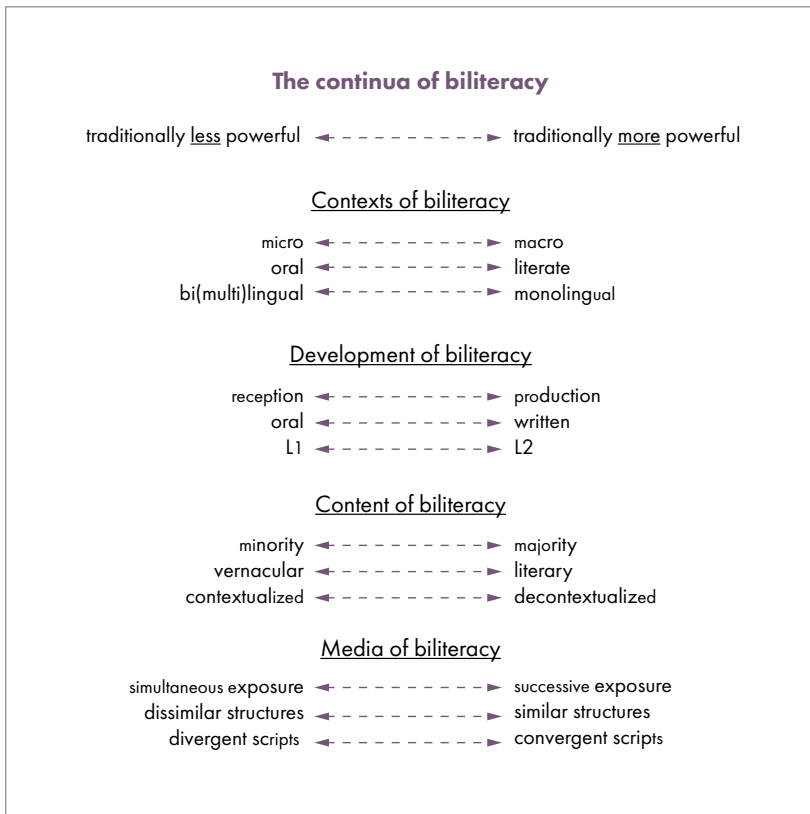 The continua of biliteracy
traditionally less powerful traditionally more powerful
Contexts of biliteracy
micro macro
oral literate
bi(multi)lingual monolingual
Development of biliteracy
reception production
oral written
L1 L2
Content of biliteracy
minority majority
vernacular literary
contextualized decontextualized
Media of biliteracy
simultaneous exposure successive exposure
dissimilar structures similar structures
divergent scripts convergent scripts